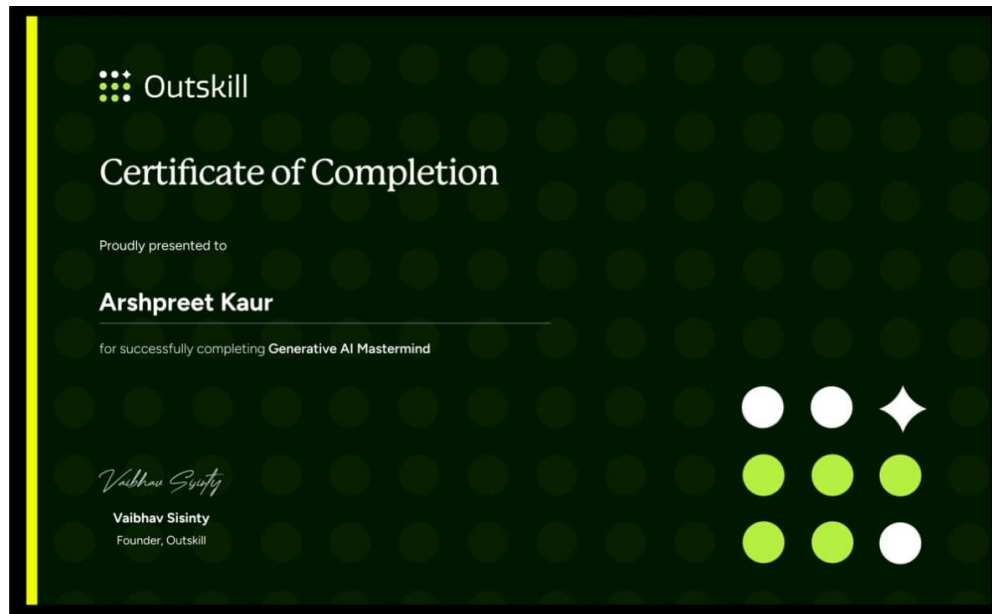 Outskill
Certificate of Completion
Proudly presented to
Arshpreet Kaur
for successfully completing Generative AI Mastermind
Vaibhav Sisinty
Vaibhav Sisinty
Founder, Outskill